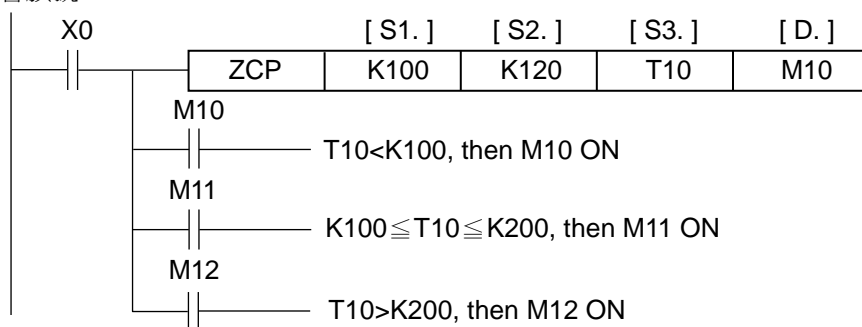 X0 [ S1. ] [ S2. ] [ S3. ] [ D. ]
ZCP K100 K120 T10 M10
M10
T10<K100, then M10 ON
M11
K100≦T10≦K200, then M11 ON
M12
T10>K200, then M12 ON